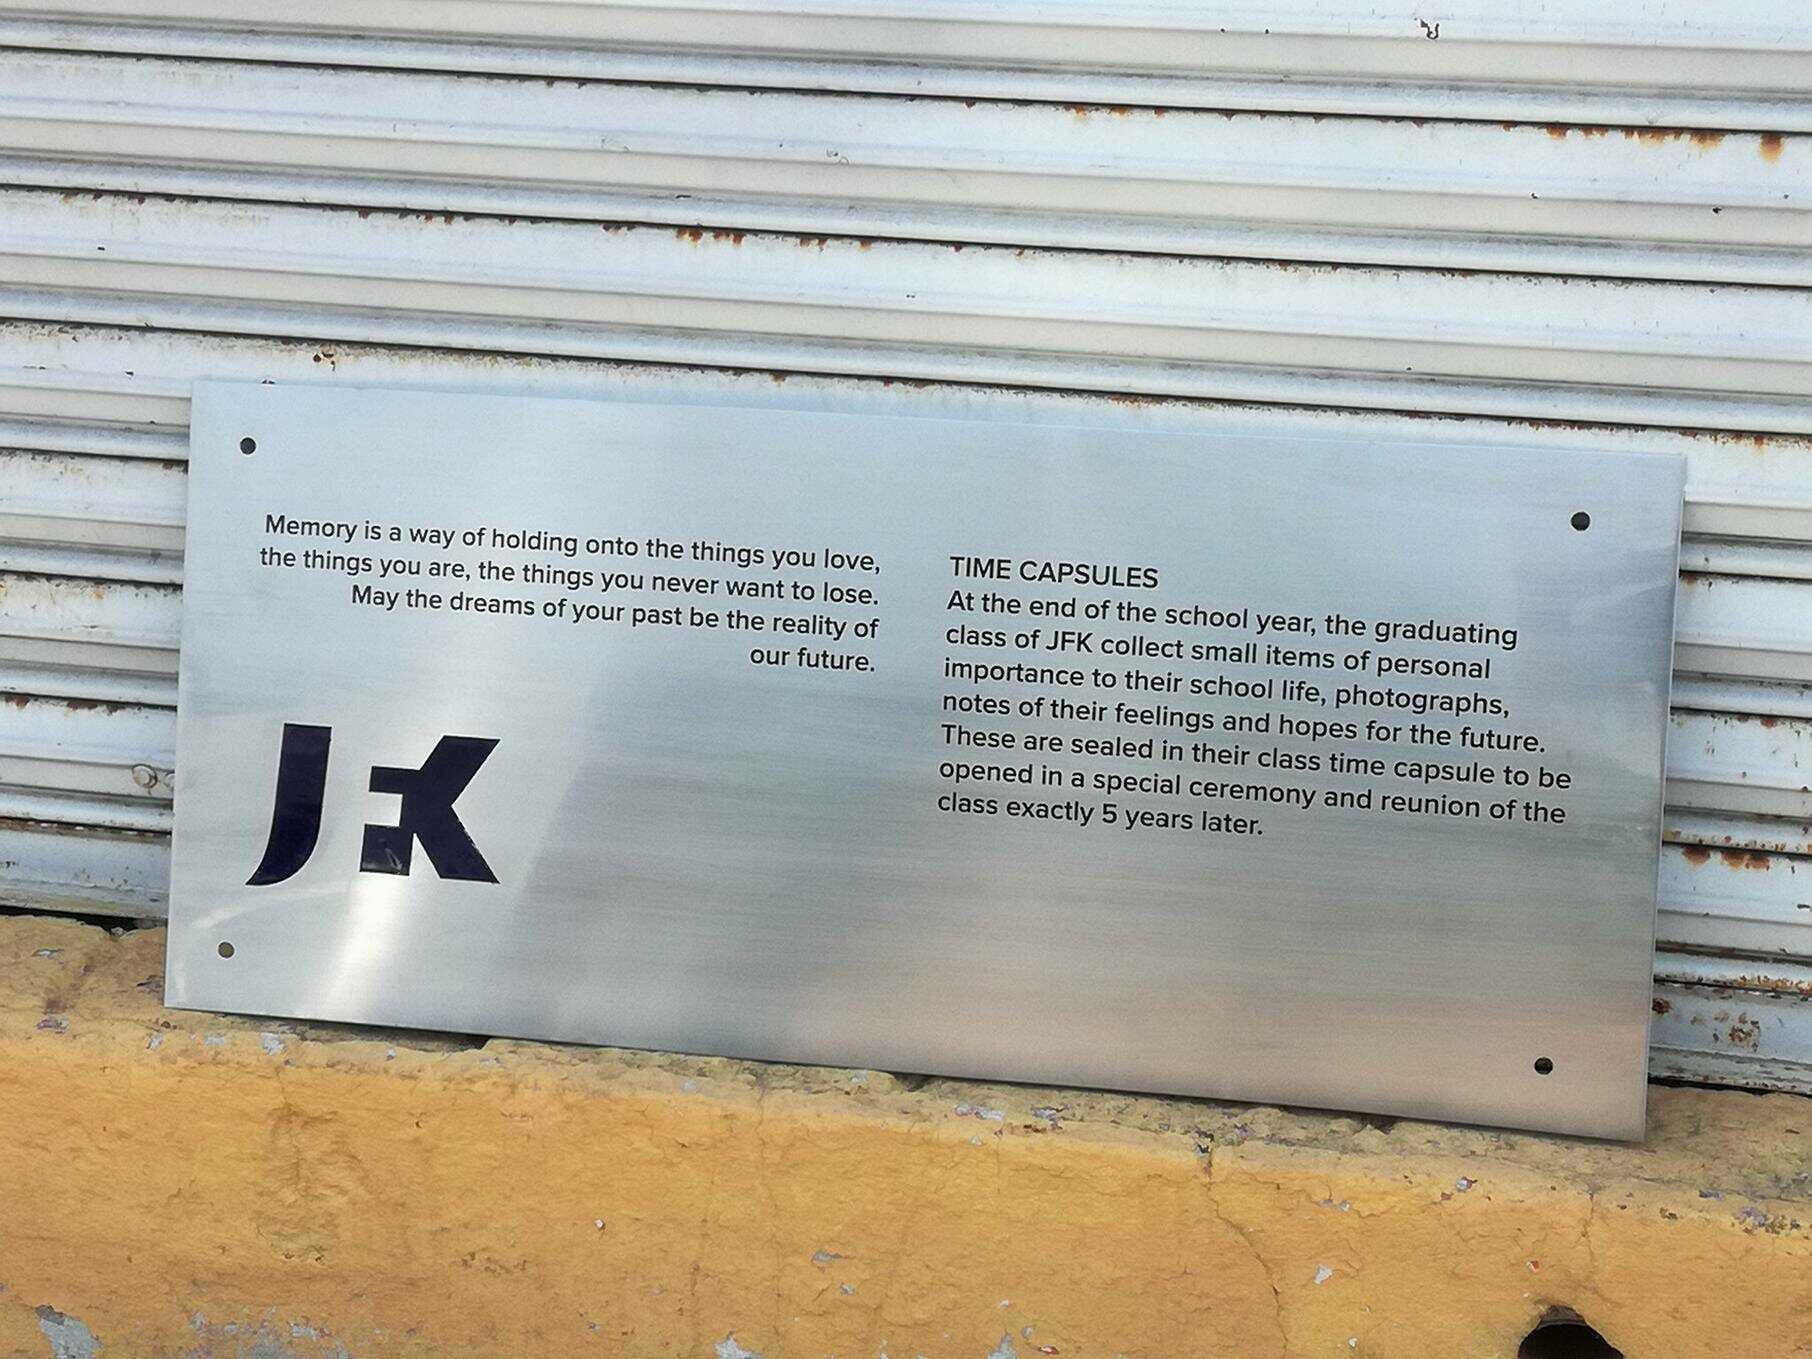 Memory is a way of holding onto the things you love,
the things you are, the things you never want to lose.
May the dreams of your past be the reality of
our future.
JFK
TIME CAPSULES
At the end of the school year, the graduating
class of JFK collect small items of personal
importance to their school life, photographs,
notes of their feelings and hopes for the future.
These are sealed in their class time capsule to be
opened in a special ceremony and reunion of the
class exactly 5 years later.